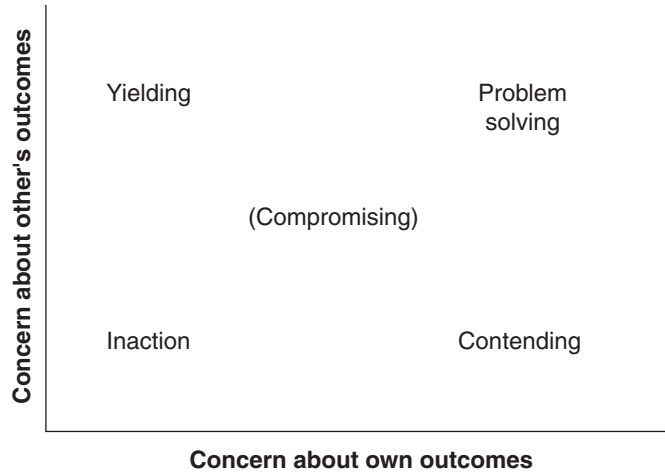 Concern about other's outcomes
Yielding
Problem
solving
(Compromising)
Inaction
Contending
Concern about own outcomes